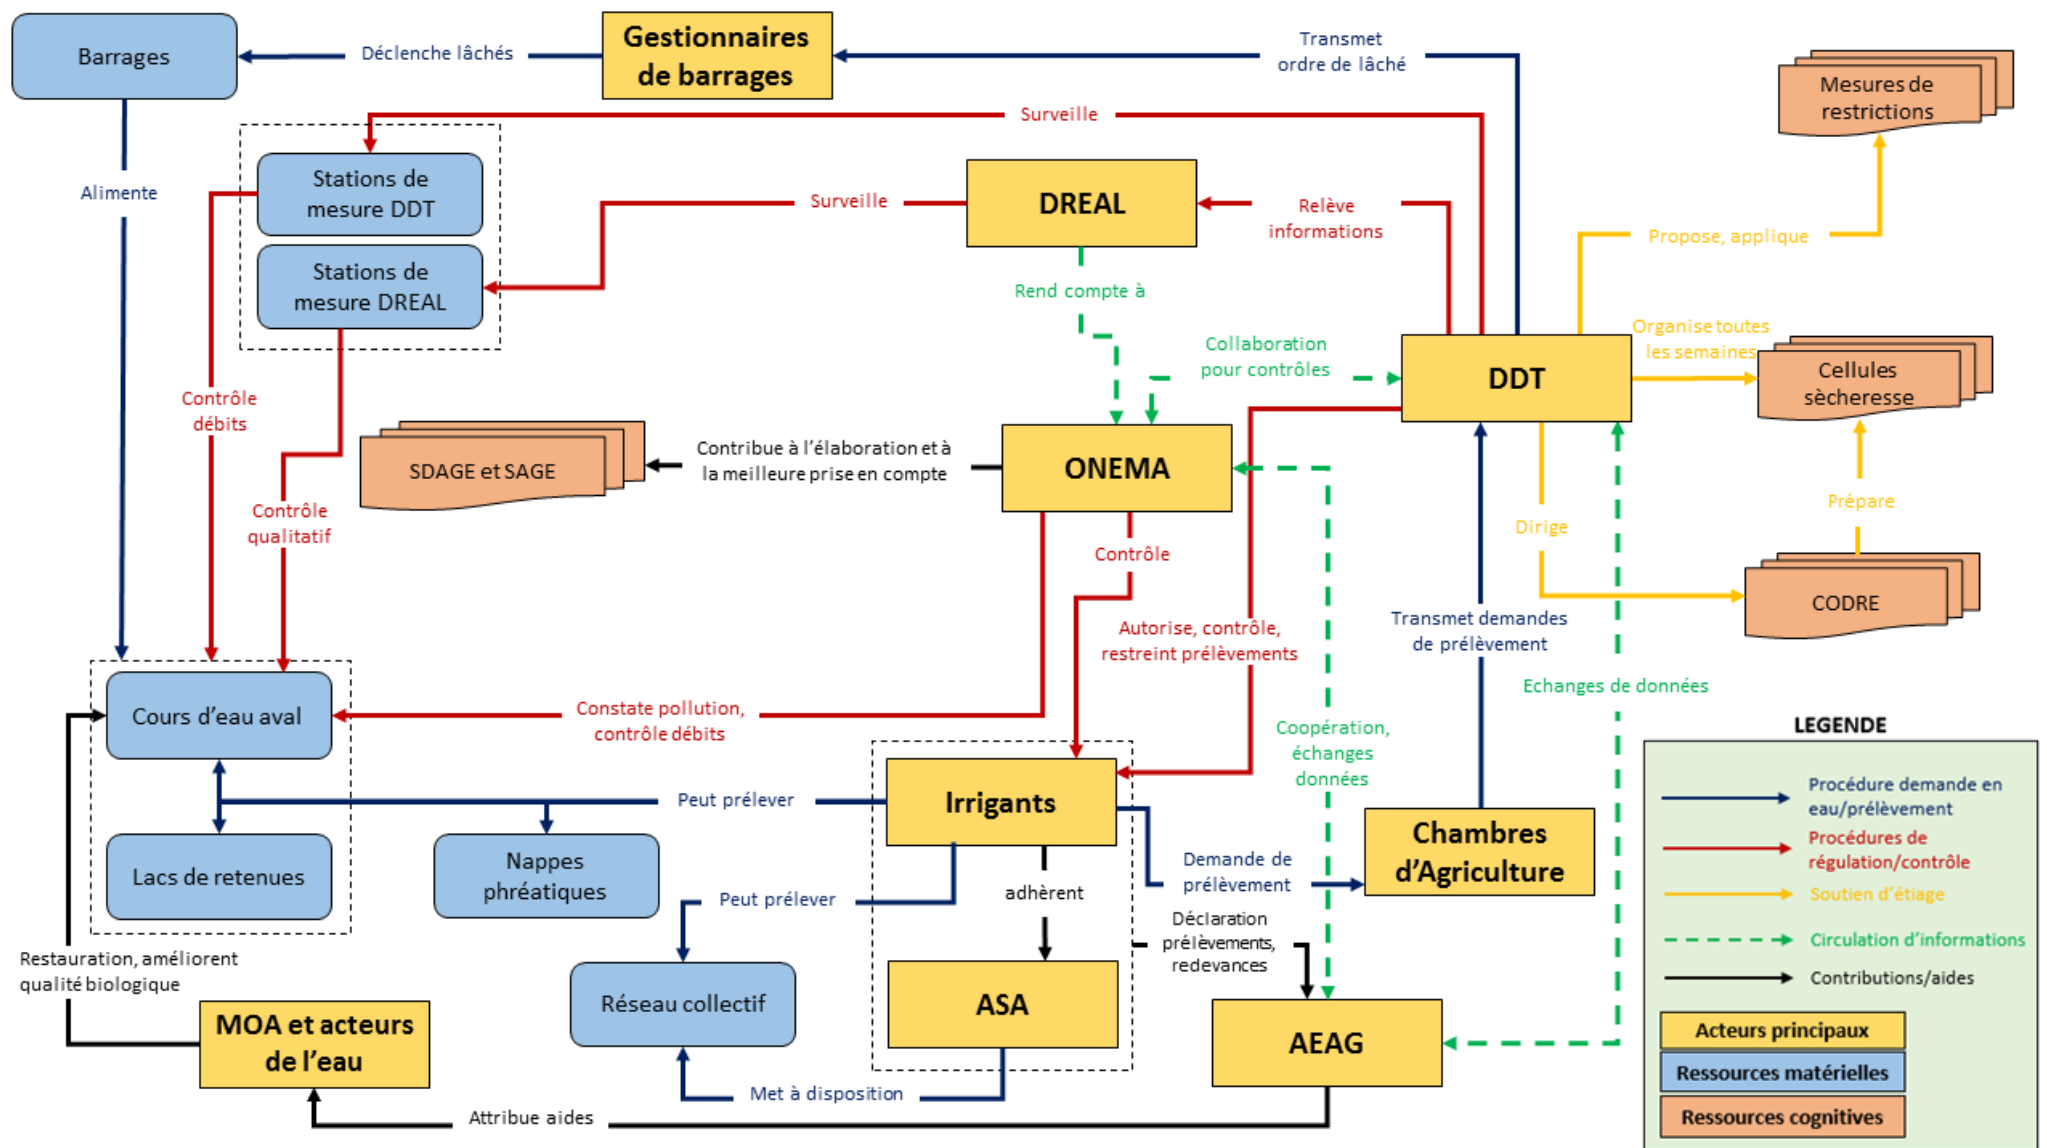 Barrages
Déclenche lâchés
Gestionnaires
de barrages
Transmet
ordre de lâché
Mesures de
restrictions
Surveille
Stations de
mesure DDT
Alimente
Surveille
DREAL
Relève
informations
Propose, applique
Stations de
mesure DREAL
Rend compte à
Organise toutes
les semaines
Collaboration
pour contrôles
DDT
Cellules
sècheresse
Contrôle
débits
SDAGE et SAGE
Contribue à l’élaboration et à
la meilleure prise en compte
ONEMA
Contrôle
qualitatif
Contrôle
Dirige
Prépare
CODRE
Autorise, contrôle,
restreint prélèvements
Transmet demandes
de prélèvement
Echanges de données
Cours d’eau aval
Constate pollution,
contrôle débits
Coopération,
échanges
données
Peut prélever
Irrigants
Chambres
d’Agriculture
Lacs de retenues
Nappes
phréatiques
Peut prélever
adhèrent
Demande de
prélèvement
Déclaration
prélèvements,
redevances
Restauration, améliorent
qualité biologique
MOA et acteurs
de l’eau
Réseau collectif
ASA
AEAG
Met à disposition
Attribue aides
LEGENDE
Procédure demande en
eau/prélèvement
Procédures de
régulation/contrôle
Soutien d’étiage
Circulation d’informations
Contributions/aides
Acteurs principaux
Ressources matérielles
Ressources cognitives